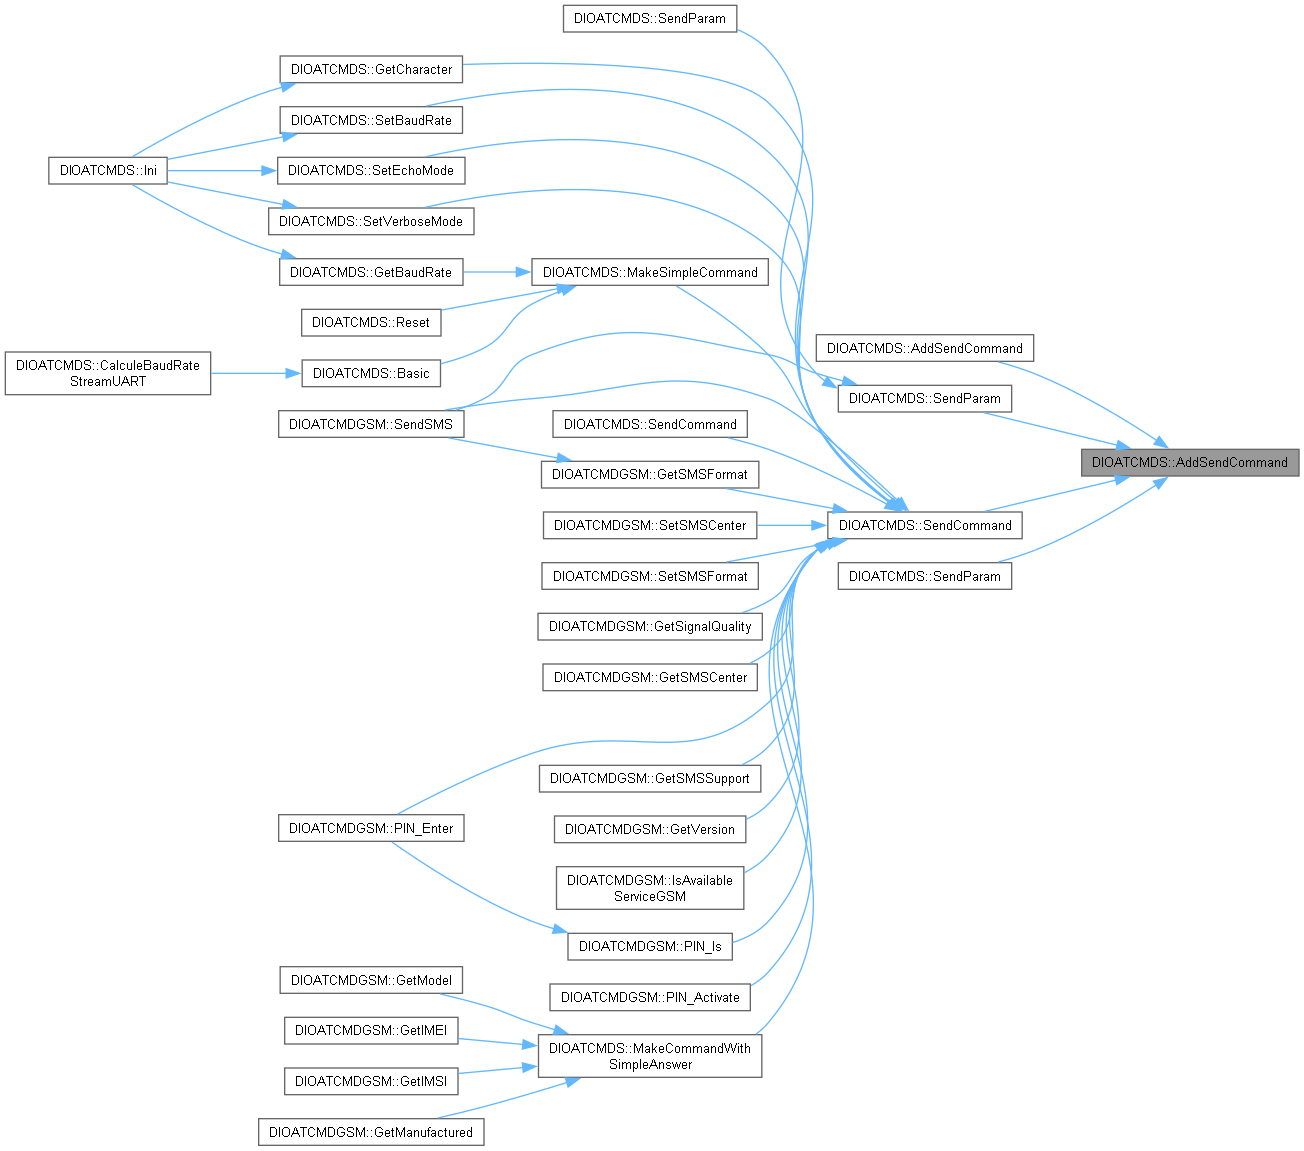 DIOATCMDS::SendParam
DIOATCMDS::GetCharacter
DIOATCMDS::SetBaudRate
DIOATCMDS::Ini
DIOATCMDS::SetEchoMode
DIOATCMDS::SetVerboseMode
DIOATCMDS::GetBaudRate
DIOATCMDS::MakeSimpleCommand
DIOATCMDS::Reset
DIOATCMDS::AddSendCommand
DIOATCMDS::CalculeBaudRate
StreamUART
DIOATCMDS::Basic
DIOATCMDS::SendParam
DIOATCMDGSM::SendSMS
DIOATCMDS::SendCommand
DIOATCMDS::AddSendCommand
DIOATCMDGSM::GetSMSFormat
DIOATCMDGSM::SetSMSCenter
DIOATCMDS::SendCommand
DIOATCMDGSM::SetSMSFormat
DIOATCMDS::SendParam
DIOATCMDGSM::GetSignalQuality
DIOATCMDGSM::GetSMSCenter
DIOATCMDGSM::GetSMSSupport
DIOATCMDGSM::PIN_Enter
DIOATCMDGSM::GetVersion
DIOATCMDGSM::IsAvailable
ServiceGSM
DIOATCMDGSM::PIN_Is
DIOATCMDGSM::GetModel
DIOATCMDGSM::PIN_Activate
DIOATCMDGSM::GetIMEI
DIOATCMDS::MakeCommandWith
SimpleAnswer
DIOATCMDGSM::GetIMSI
DIOATCMDGSM::GetManufactured